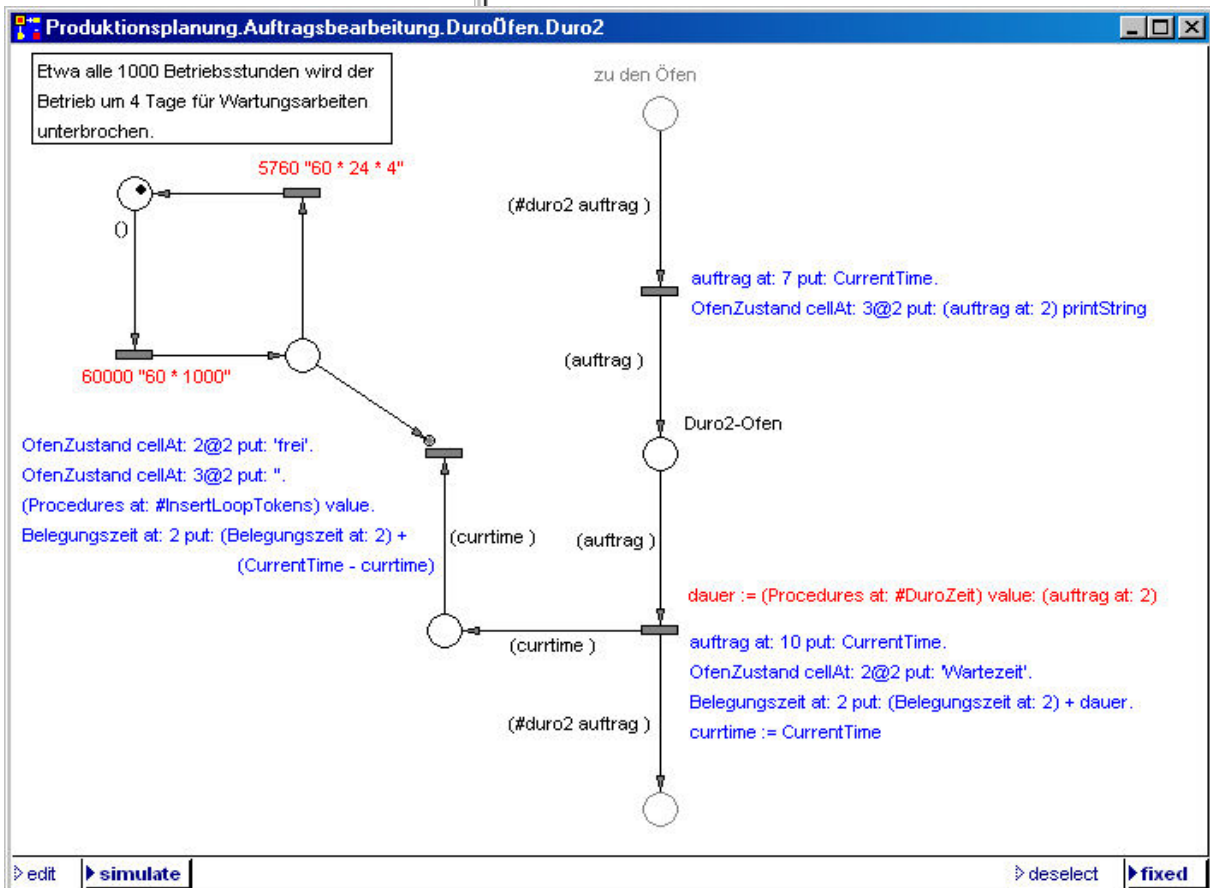 Produktionsplanung.Auftragsbearbeitung.DuroÖfen.Duro2
Etwa alle 1000 Betriebsstunden wird der
Betrieb um 4 Tage für Wartungsarbeiten
unterbrochen.
zu den Öfen
5760 "60 * 24 * 4"
()
(#duro2 auftrag )
auftrag at: 7 put: CurrentTime.
OfenZustand cellAt: 3@2 put: (auftrag at: 2) printString
60000 "60 * 1000"
(auftrag )
Duro2-Ofen
OfenZustand cellAt: 2@2 put: 'frei'.
OfenZustand cellAt: 3@2 put: ''.
(Procedures at: #InsertLoopTokens) value.
Belegungszeit at: 2 put: (Belegungszeit at: 2) +
(CurrentTime - currtime)
(currtime )
(auftrag )
dauer := (Procedures at: #DuroZeit) value: (auftrag at: 2)
(currtime )
auftrag at: 10 put: CurrentTime.
OfenZustand cellAt: 2@2 put: 'Wartezeit'.
Belegungszeit at: 2 put: (Belegungszeit at: 2) + dauer.
currtime := CurrentTime
(#duro2 auftrag )
edit
simulate
deselect
fixed